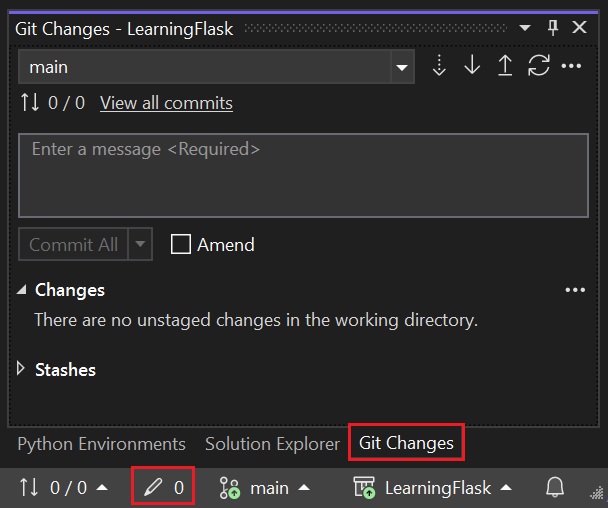 Git Changes - LearningFlask
main
0 / 0 View all commits
Enter a message <Required>
Commit All Amend
Changes
There are no unstaged changes in the working directory.
Stashes
Python Environments Solution Explorer Git Changes
0 / 0 0 main LearningFlask